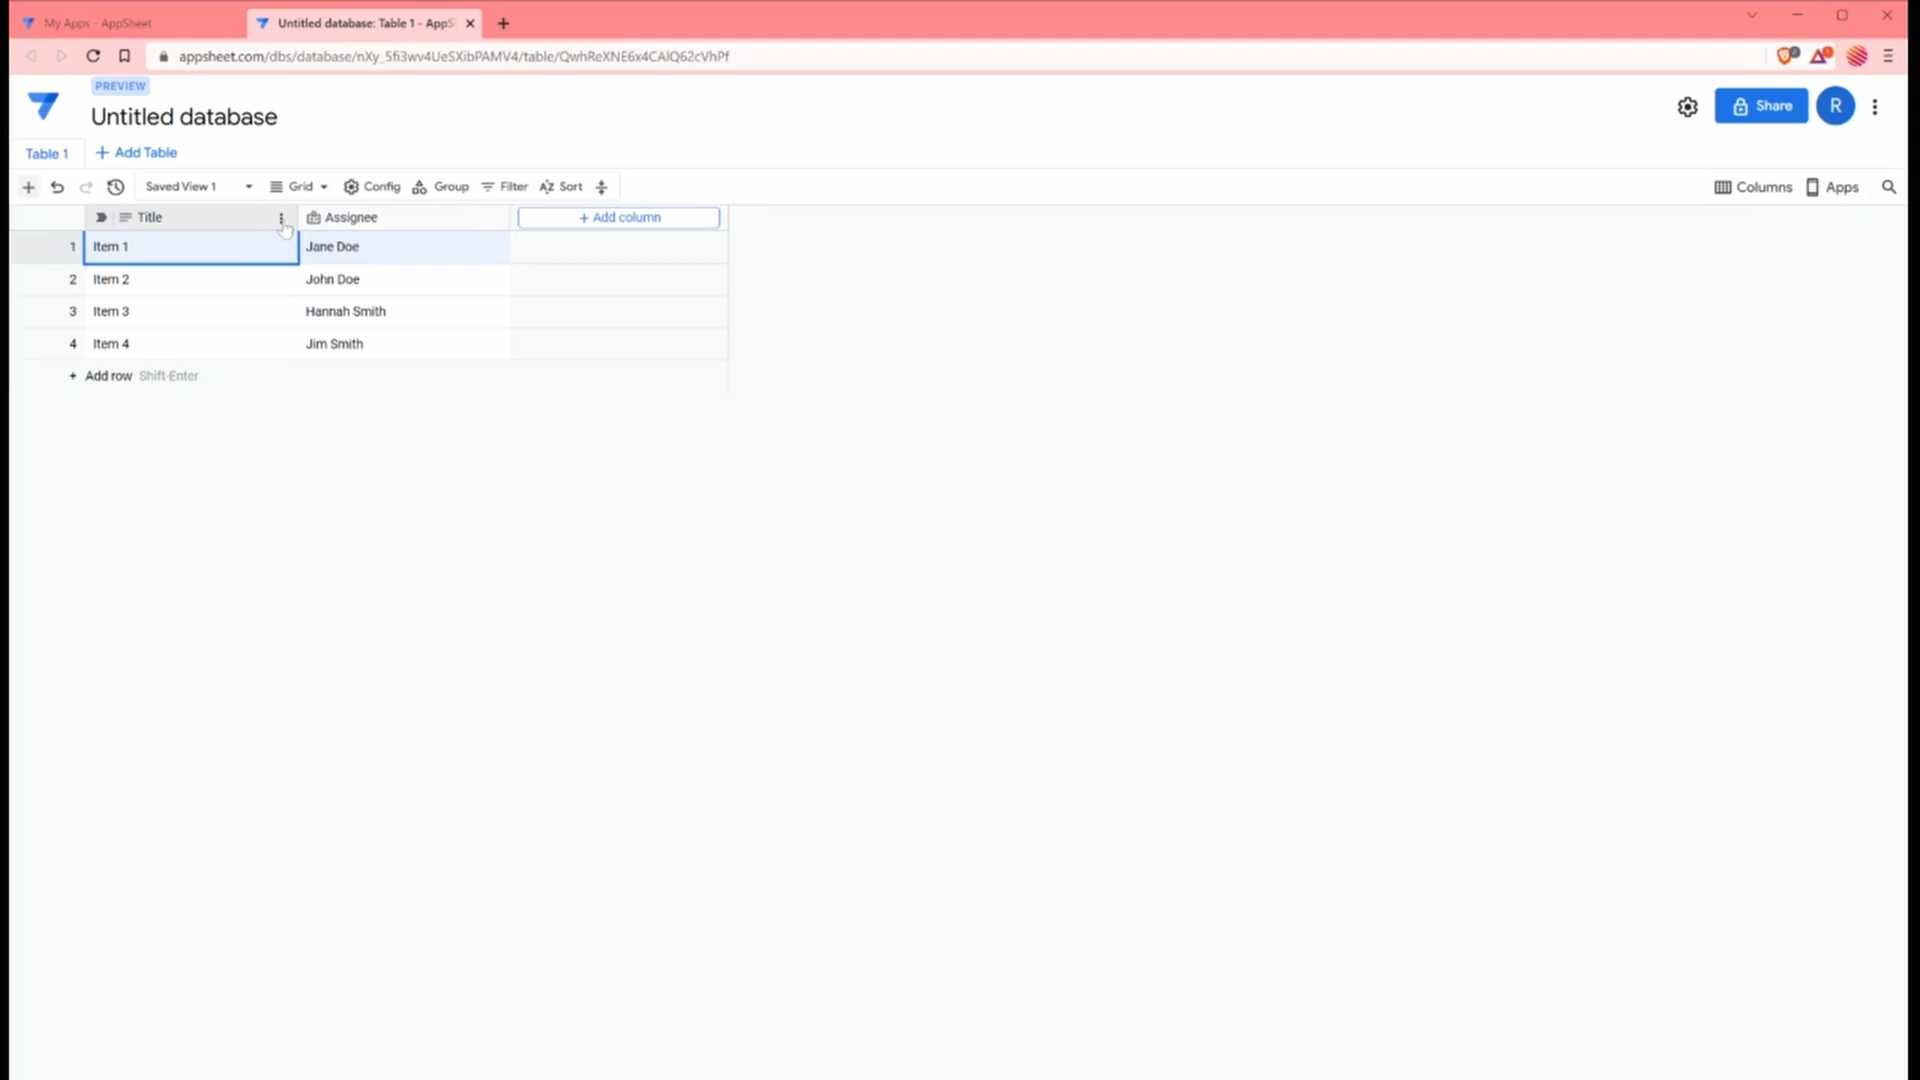 My Apps - AppSheet
Untitled database: Table 1 - AppS
appsheet.com/dbs/database/nXy_5fi3wv4UeSXibPAMV4/table/QwhReXNE6x4CAlQ62cVhPf
PREVIEW
Untitled database
Share
R
Table 1
+ Add Table
Saved View 1
Grid
Config
Group
Filter
AZ Sort
Columns
Apps
Title
Assignee
+ Add column
1 Item 1 Jane Doe
2 Item 2 John Doe
3 Item 3 Hannah Smith
4 Item 4 Jim Smith
+ Add row Shift-Enter